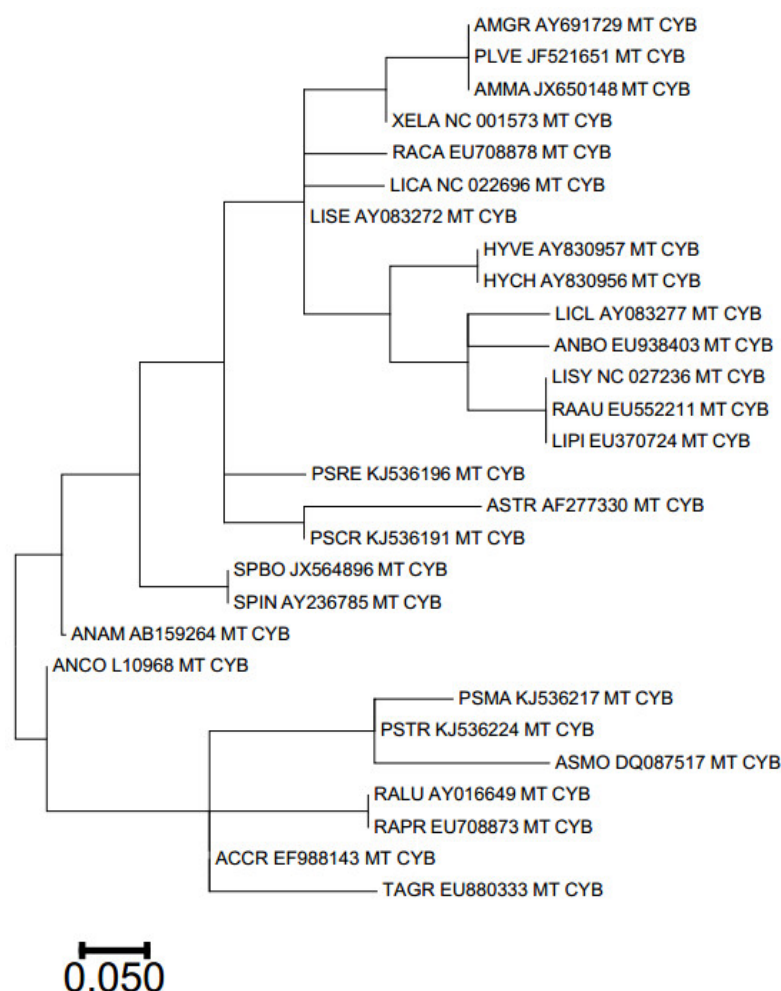 AMGR AY691729 MT CYB
PLVE JF521651 MT CYB
AMMA JX650148 MT CYB
XELA NC 001573 MT CYB
RACA EU708878 MT CYB
LICA NC 022696 MT CYB
LISE AY083272 MT CYB
HYVE AY830957 MT CYB
HYCH AY830956 MT CYB
LICL AY083277 MT CYB
ANBO EU938403 MT CYB
LISY NC 027236 MT CYB
RAAU EU552211 MT CYB
LIPI EU370724 MT CYB
PSRE KJ536196 MT CYB
ASTR AF277330 MT CYB
PSCR KJ536191 MT CYB
SPBO JX564896 MT CYB
SPIN AY236785 MT CYB
ANAM AB159264 MT CYB
ANCO L10968 MT CYB
PSMA KJ536217 MT CYB
PSTR KJ536224 MT CYB
ASMO DQ087517 MT CYB
RALU AY016649 MT CYB
RAPR EU708873 MT CYB
ACCR EF988143 MT CYB
TAGR EU880333 MT CYB
0.050